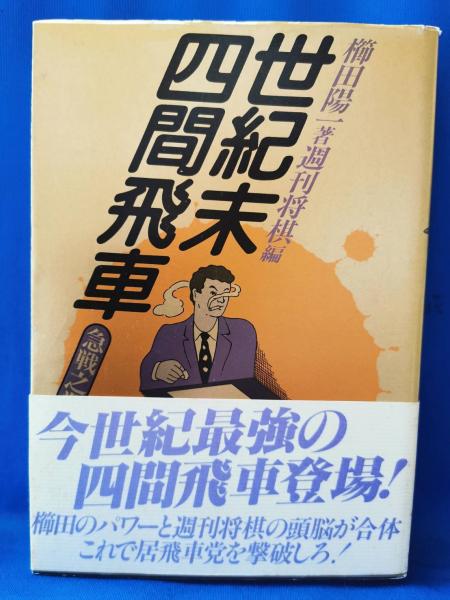 櫛田陽一著 週刊将棋編
世紀末
四間飛車
急戦之
今世紀最強の
四間飛車登場!
櫛田のパワーと週刊将棋の頭脳が合体
これで居飛車党を撃破しろ!